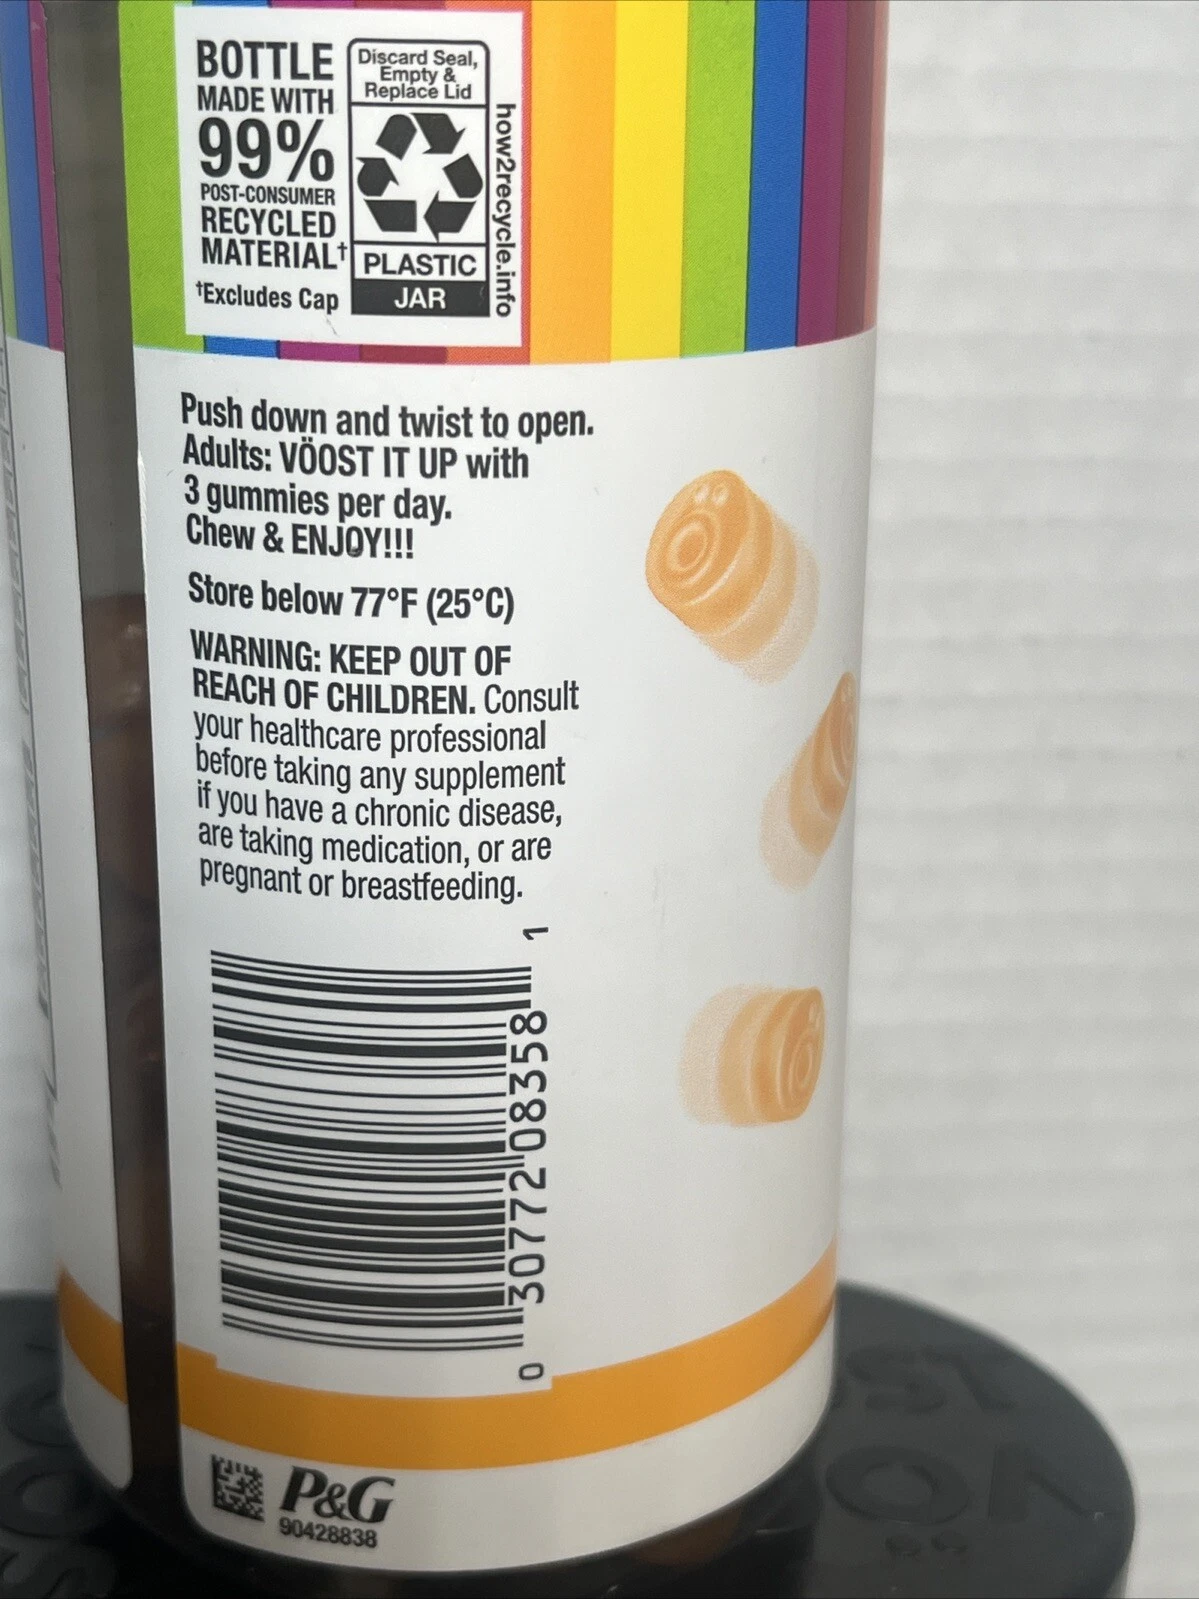 BOTTLE
MADE WITH
99%
POST-CONSUMER
RECYCLED
MATERIAL†
†Excludes Cap
Discard Seal,
Empty &
Replace Lid
PLASTIC
JAR
how2recycle.info
Push down and twist to open.
Adults: VÖOST IT UP with
3 gummies per day.
Chew & ENJOY!!!
Store below 77°F (25°C)
WARNING: KEEP OUT OF
REACH OF CHILDREN. Consult
your healthcare professional
before taking any supplement
if you have a chronic disease,
are taking medication, or are
pregnant or breastfeeding.
0 30772 08358 1
P&G
90428838